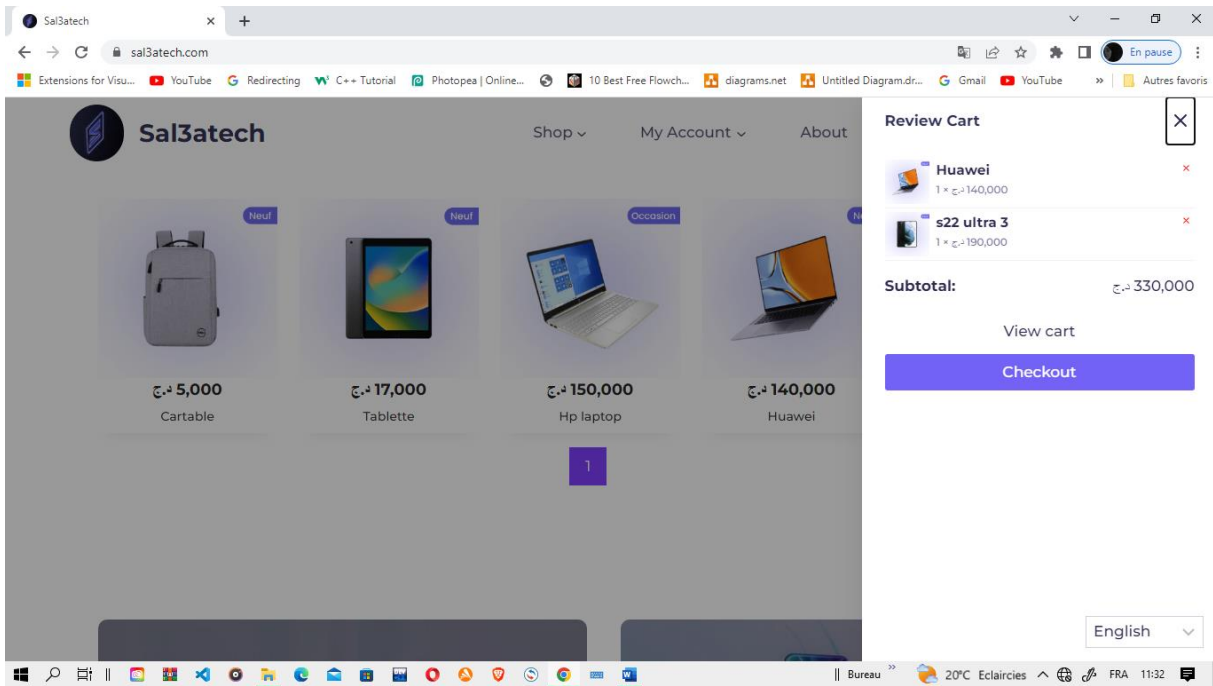 Sal3atech
sal3atech.com
En pause
Extensions for Visu...
YouTube
Redirecting
C++ Tutorial
Photopea | Online...
10 Best Free Flowch...
diagrams.net
Untitled Diagram.dr...
Gmail
YouTube
»
Autres favoris
Sal3atech
Shop
My Account
About
Neuf
Neuf
Occasion
د.ج 5,000
د.ج 17,000
د.ج 150,000
د.ج 140,000
Cartable
Tablette
Hp laptop
Huawei
1
Review Cart
Huawei
1 × د.ج 140,000
s22 ultra 3
1 × د.ج 190,000
Subtotal:
د.ج 330,000
View cart
Checkout
English
Bureau
»
20°C Eclaircies
FRA
11:32